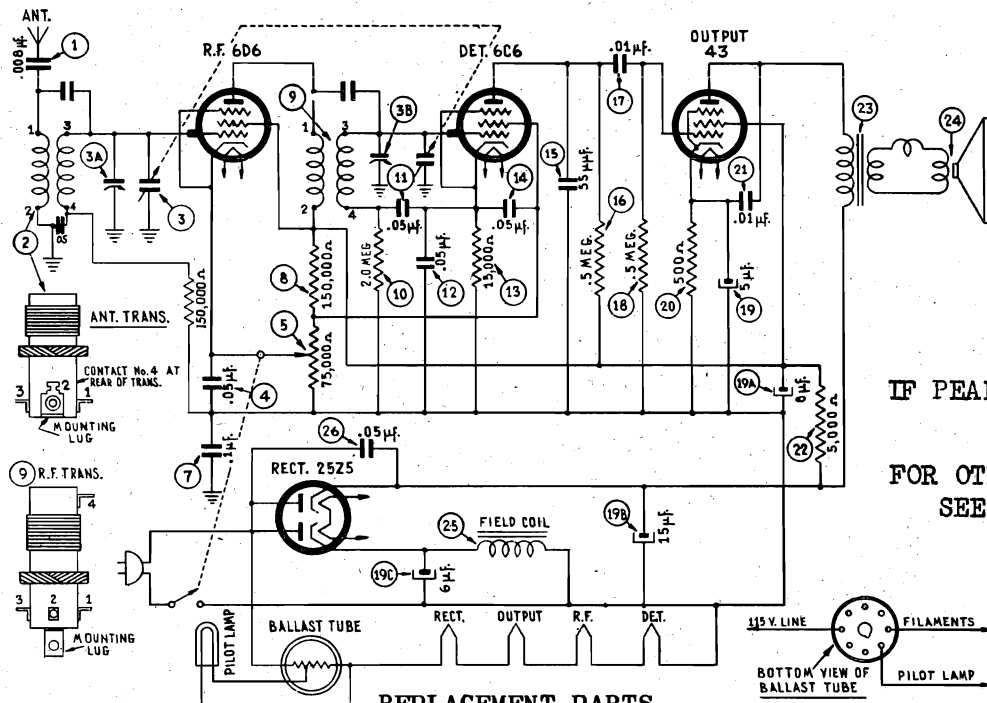 ANT.
.008µf.
1
R.F. 6D6
DET. 6C6
OUTPUT
43
.01µf.
17
23
24
9
3B
1
3
1
3
3A
3
2
4
2
4
.05
2
11
.05µf.
14
.05µf.
15
55µµf.
16
.5 MEG.
18
.5 MEG.
21
.01µf.
20
500Ω
19
5µf.
8
150,000Ω
2.0 MEG.
10
.05µf.
12
15,000Ω
13
150,000Ω
5
75,000Ω
ANT. TRANS.
CONTACT No. 4 AT
REAR OF TRANS.
3
2
1
MOUNTING
LUG
.05µf.
4
7
.1µf.
26
.05µf.
19A
8µf.
22
5,000Ω
IF PEA
9 R.F. TRANS.
4
RECT. 25Z5
25
FIELD COIL
19B
15µf.
19C
6µf.
FOR OT
SEE
3
2
1
MOUNTING
LUG
PILOT LAMP
BALLAST TUBE
RECT.
OUTPUT
R.F.
DET.
115 V. LINE
FILAMENTS
PILOT LAMP
BOTTOM VIEW OF
BALLAST TUBE
REPLACEMENT PARTS